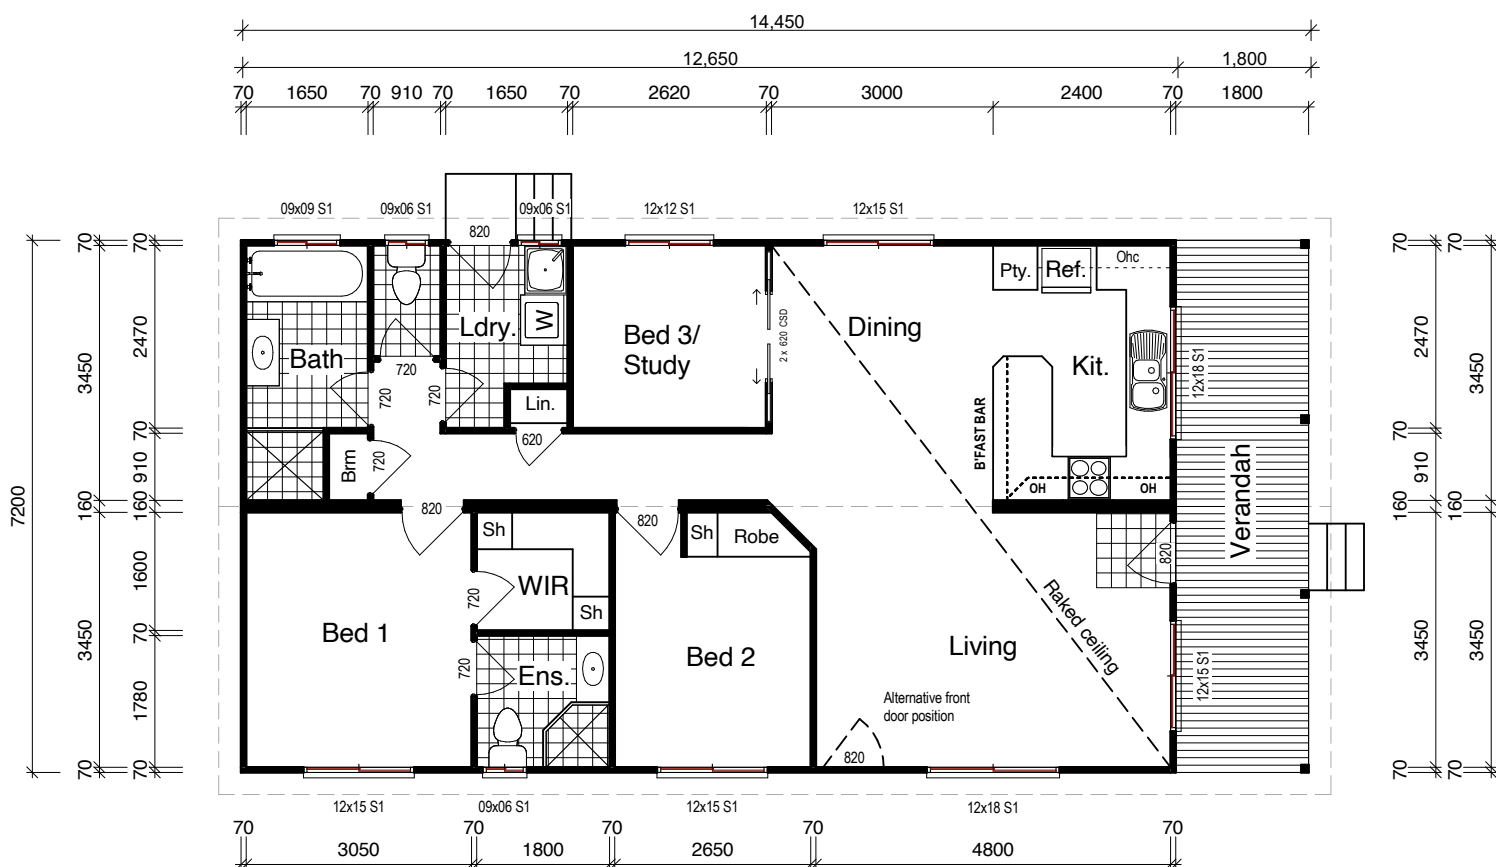 14,450
12,650 1,800
70 1650 70 910 70 1650 70 2620 70 3000 2400 70 1800
09x09 S1 09x06 S1 09x06 S1 12x12 S1 12x15 S1
820
70 70 70 70
Pty. Ref. Ohc
Ldry. W
Bed 3/
Study
2 x 620 CSD
Dining
Bath
720
720
720
Kit.
12x18 S1
Lin.
620
B'FAST BAR
Brm
720
OH OH
7200
3450
2470
70
910
160 160
2470
70
910
160 160
3450
Verandah
820
820
820
Sh
Sh Robe
WIR
720
Sh
Bed 1
Bed 2
Living
Raked ceiling
720
Ens.
12x15 S1
Alternative front
door position
820
3450
1600
70
1780
70 70
3450
3450
70 70
12x15 S1 09x06 S1 12x15 S1 12x18 S1
70 70 70 70 70
3050 1800 2650 4800